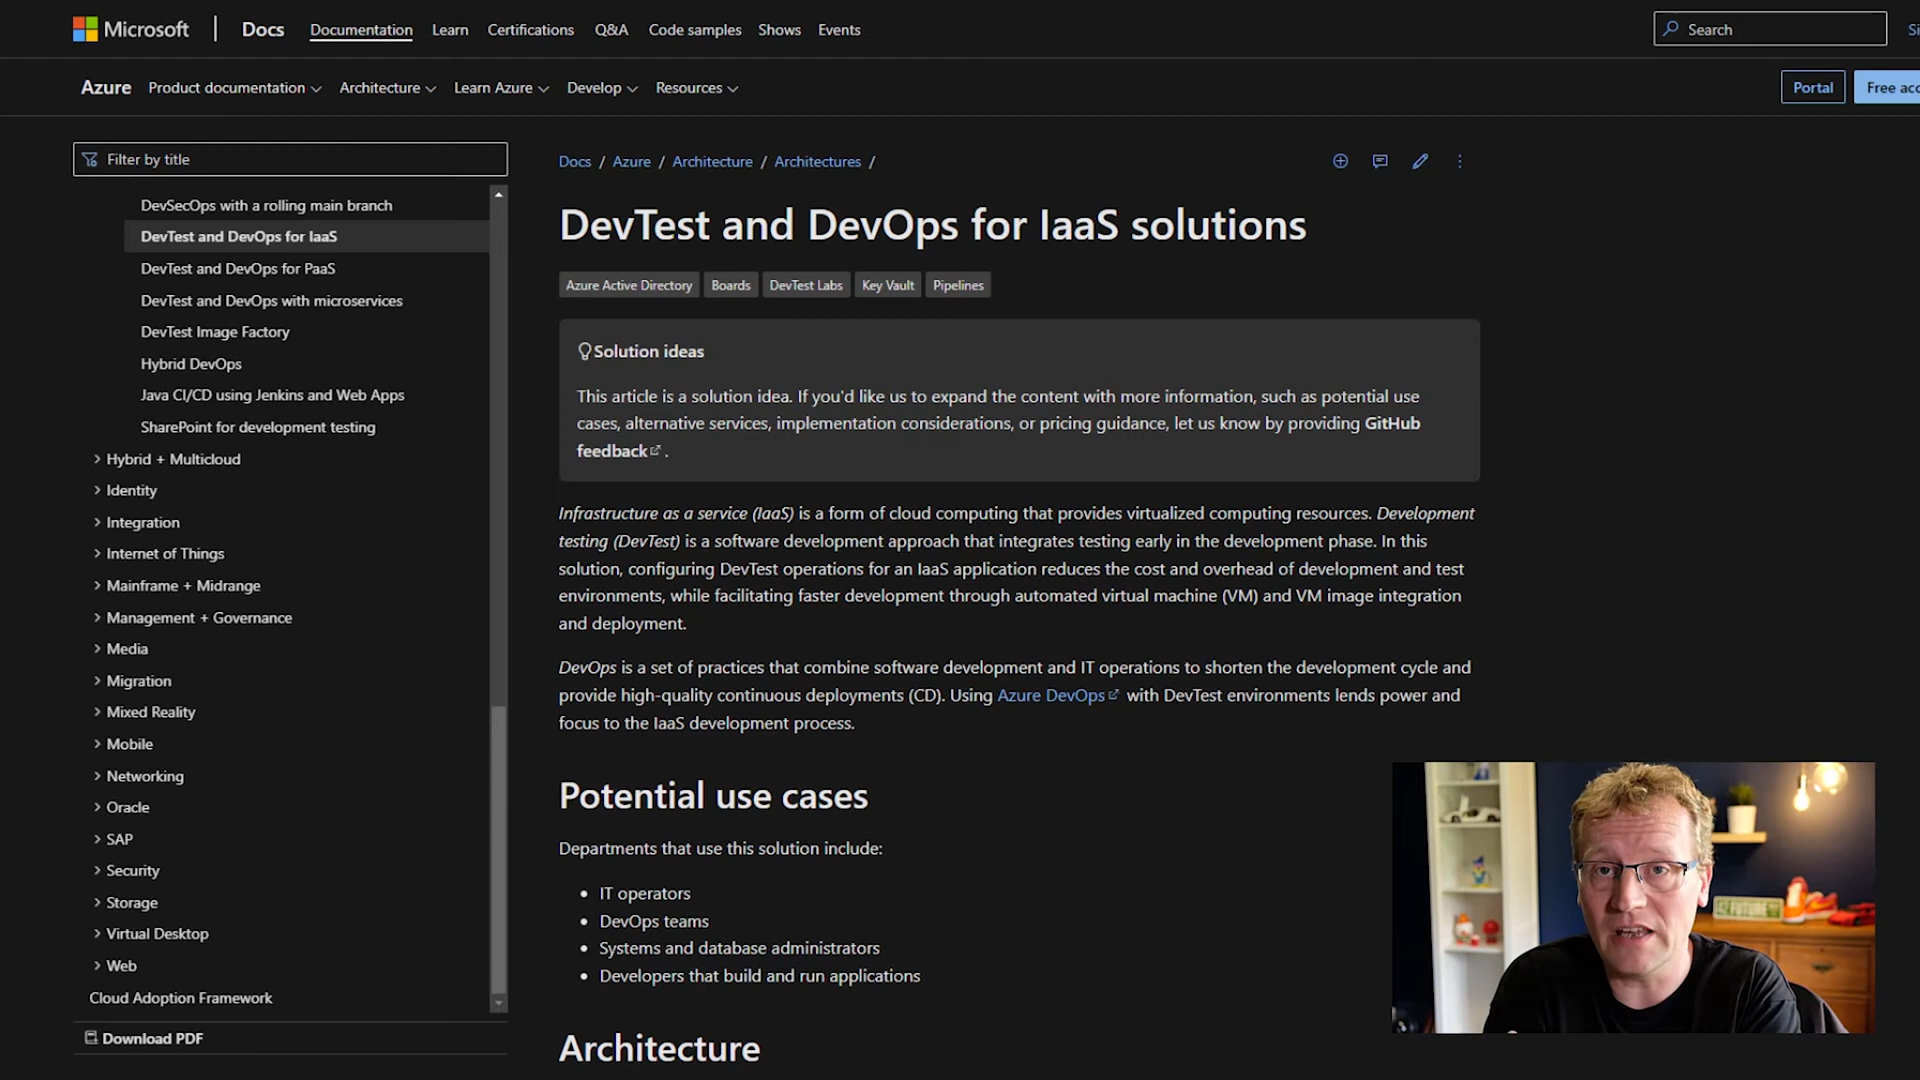 Microsoft Docs Documentation Learn Certifications Q&A Code samples Shows Events Search
Azure Product documentation Architecture Learn Azure Develop Resources Portal
Filter by title
DevSecOps with a rolling main branch
DevTest and DevOps for IaaS
DevTest and DevOps for PaaS
DevTest and DevOps with microservices
DevTest Image Factory
Hybrid DevOps
Java CI/CD using Jenkins and Web Apps
SharePoint for development testing
Hybrid + Multicloud
Identity
Integration
Internet of Things
Mainframe + Midrange
Management + Governance
Media
Migration
Mixed Reality
Mobile
Networking
Oracle
SAP
Security
Storage
Virtual Desktop
Web
Cloud Adoption Framework
Download PDF
Docs / Azure / Architecture / Architectures /
DevTest and DevOps for IaaS solutions
Azure Active Directory Boards DevTest Labs Key Vault Pipelines
Solution ideas
This article is a solution idea. If you'd like us to expand the content with more information, such as potential use
cases, alternative services, implementation considerations, or pricing guidance, let us know by providing GitHub
feedback .
Infrastructure as a service (IaaS) is a form of cloud computing that provides virtualized computing resources. Development
testing (DevTest) is a software development approach that integrates testing early in the development phase. In this
solution, configuring DevTest operations for an IaaS application reduces the cost and overhead of development and test
environments, while facilitating faster development through automated virtual machine (VM) and VM image integration
and deployment.
DevOps is a set of practices that combine software development and IT operations to shorten the development cycle and
provide high-quality continuous deployments (CD). Using Azure DevOps with DevTest environments lends power and
focus to the IaaS development process.
Potential use cases
Departments that use this solution include:
• IT operators
• DevOps teams
• Systems and database administrators
• Developers that build and run applications
Architecture